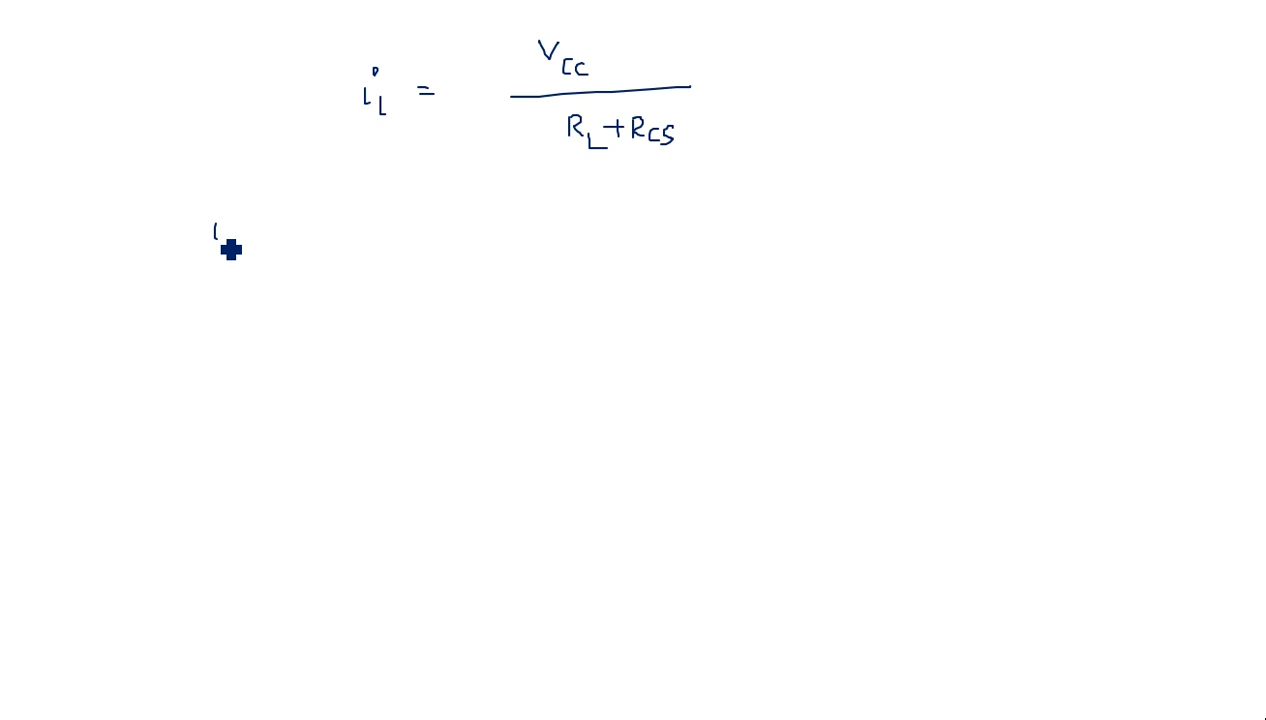 i_L = V_CC / (R_L + R_CS)